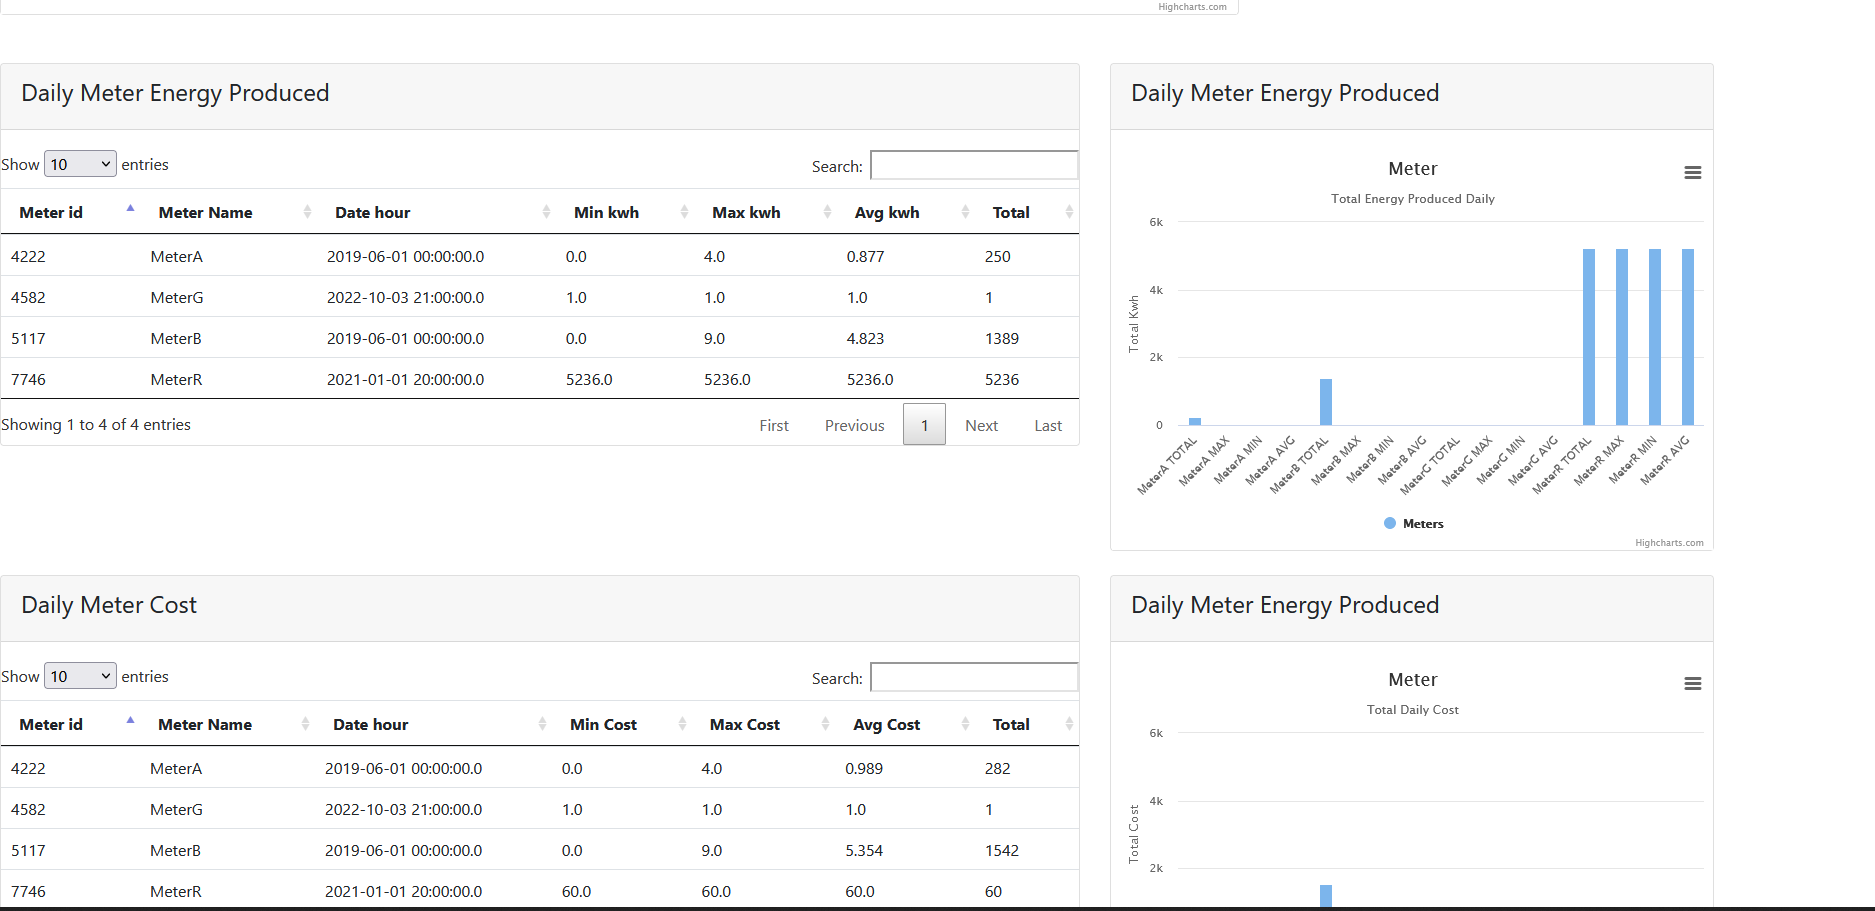 Highcharts.com
Daily Meter Energy Produced
Show 10 entries
Search:
Meter id Meter Name Date hour Min kwh Max kwh Avg kwh Total
4222 MeterA 2019-06-01 00:00:00.0 0.0 4.0 0.877 250
4582 MeterG 2022-10-03 21:00:00.0 1.0 1.0 1.0 1
5117 MeterB 2019-06-01 00:00:00.0 0.0 9.0 4.823 1389
7746 MeterR 2021-01-01 20:00:00.0 5236.0 5236.0 5236.0 5236
Showing 1 to 4 of 4 entries
First Previous 1 Next Last
Daily Meter Energy Produced
Meter
Total Energy Produced Daily
Total Kwh
6k
4k
2k
0
MeterA TOTAL
MeterA MAX
MeterA MIN
MeterA AVG
MeterB TOTAL
MeterB MAX
MeterB MIN
MeterB AVG
MeterG TOTAL
MeterG MAX
MeterG MIN
MeterG AVG
MeterR TOTAL
MeterR MAX
MeterR MIN
MeterR AVG
Meters
Highcharts.com
Daily Meter Cost
Show 10 entries
Search:
Meter id Meter Name Date hour Min Cost Max Cost Avg Cost Total
4222 MeterA 2019-06-01 00:00:00.0 0.0 4.0 0.989 282
4582 MeterG 2022-10-03 21:00:00.0 1.0 1.0 1.0 1
5117 MeterB 2019-06-01 00:00:00.0 0.0 9.0 5.354 1542
7746 MeterR 2021-01-01 20:00:00.0 60.0 60.0 60.0 60
Daily Meter Energy Produced
Meter
Total Daily Cost
Total Cost
6k
4k
2k